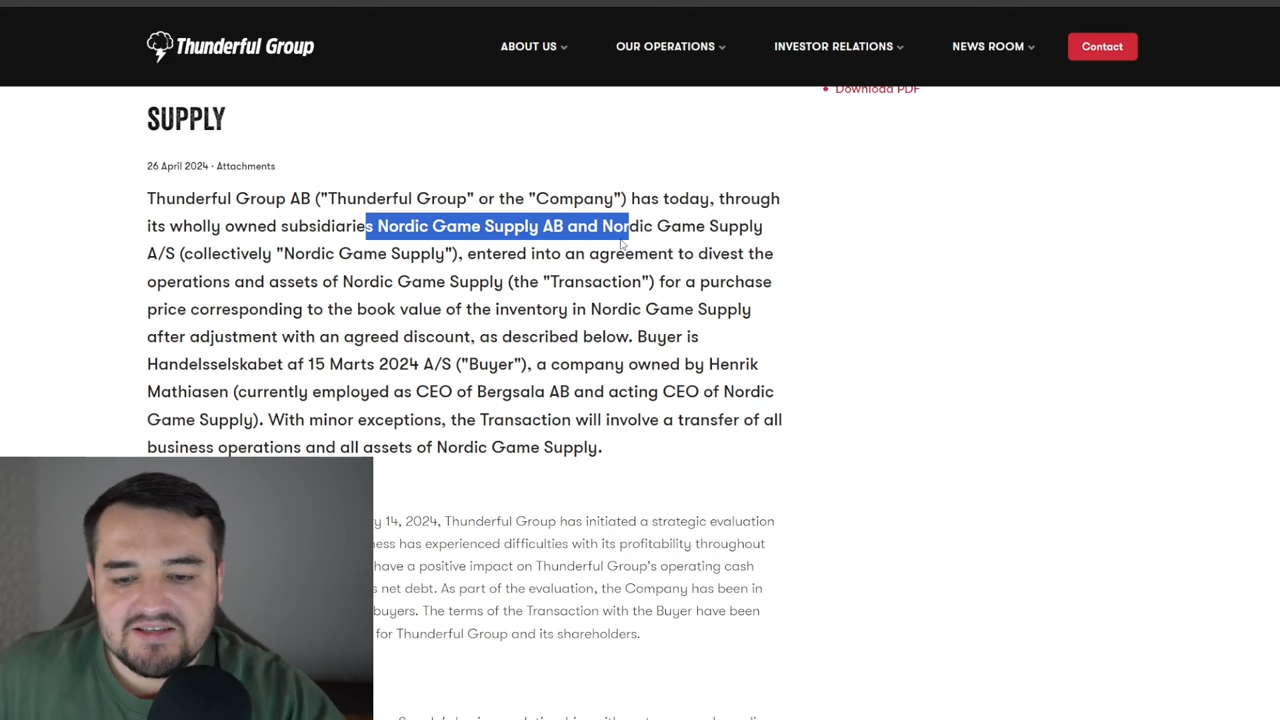 Thunderful Group
ABOUT US
OUR OPERATIONS
INVESTOR RELATIONS
NEWS ROOM
Contact
Download PDF
SUPPLY
26 April 2024 · Attachments
Thunderful Group AB ("Thunderful Group" or the "Company") has today, through
its wholly owned subsidiaries Nordic Game Supply AB and Nordic Game Supply
A/S (collectively "Nordic Game Supply"), entered into an agreement to divest the
operations and assets of Nordic Game Supply (the "Transaction") for a purchase
price corresponding to the book value of the inventory in Nordic Game Supply
after adjustment with an agreed discount, as described below. Buyer is
Handelsselskabet af 15 Marts 2024 A/S ("Buyer"), a company owned by Henrik
Mathiasen (currently employed as CEO of Bergsala AB and acting CEO of Nordic
Game Supply). With minor exceptions, the Transaction will involve a transfer of all
business operations and all assets of Nordic Game Supply.
14, 2024, Thunderful Group has initiated a strategic evaluation
has experienced difficulties with its profitability throughout
have a positive impact on Thunderful Group's operating cash
net debt. As part of the evaluation, the Company has been in
buyers. The terms of the Transaction with the Buyer have been
for Thunderful Group and its shareholders.